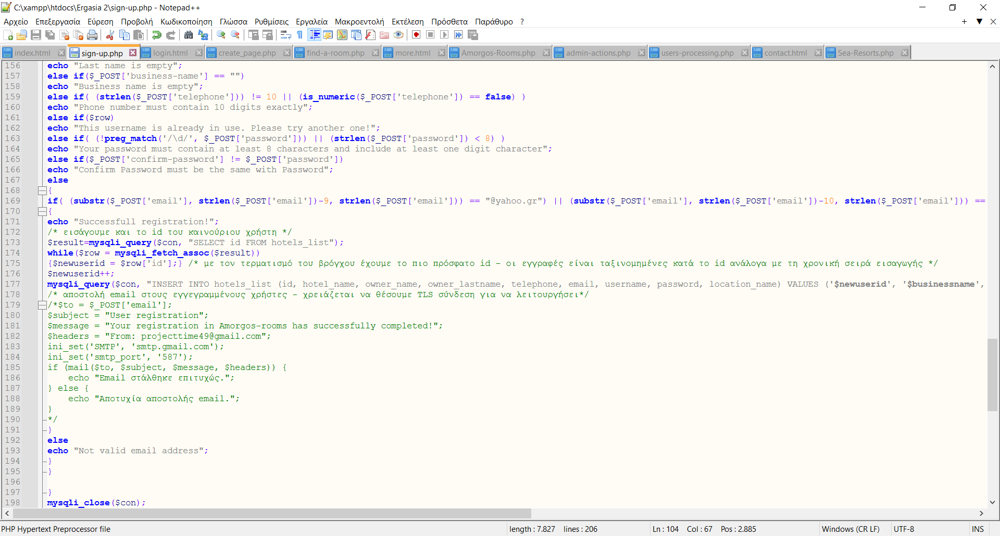 C:\xampp\htdocs\Ergasia 2\sign-up.php - Notepad++
Αρχείο Επεξεργασία Εύρεση Προβολή Κωδικοποίηση Γλώσσα Ρυθμίσεις Εργαλεία Μακροεντολή Εκτέλεση Πρόσθετα Παράθυρο ?
index.html sign-up.php login.html create_page.php find-a-room.php more.html Amorgos-Rooms.php admin-actions.php users-processing.php contact.html Sea-Resorts.php
156 echo "Last name is empty";
157 else if($_POST['business-name'] == "")
158 echo "Business name is empty";
159 else if( (strlen($_POST['telephone'])) != 10 || (is_numeric($_POST['telephone']) == false) )
160 echo "Phone number must contain 10 digits exactly";
161 else if($row)
162 echo "This username is already in use. Please try another one!";
163 else if( (!preg_match('/\d/', $_POST['password'])) || (strlen($_POST['password']) < 8) )
164 echo "Your password must contain at least 8 characters and include at least one digit character";
165 else if($_POST['confirm-password'] != $_POST['password'])
166 echo "Confirm Password must be the same with Password";
167 else
168 {
169 if( (substr($_POST['email'], strlen($_POST['email'])-9, strlen($_POST['email'])) == "@yahoo.gr") || (substr($_POST['email'], strlen($_POST['email'])-10, strlen($_POST['email'])) ==
170 {
171 echo "Successfull registration!";
172 /* εισάγουμε και το id του καινούριου χρήστη */
173 $result=mysqli_query($con, "SELECT id FROM hotels_list");
174 while($row = mysqli_fetch_assoc($result))
175 {$newuserid = $row['id'];} /* με τον τερματισμό του βρόγχου έχουμε το πιο πρόσφατο id - οι εγγραφές είναι ταξινομημένες κατά το id ανάλογα με τη χρονική σειρά εισαγωγής */
176 $newuserid++;
177 mysqli_query($con, "INSERT INTO hotels_list (id, hotel_name, owner_name, owner_lastname, telephone, email, username, password, location_name) VALUES ('$newuserid', '$businessname',
178 /* αποστολή email στους εγγεγραμμένους χρήστες - χρειάζεται να θέσουμε TLS σύνδεση για να λειτουργήσει*/
179 /*$to = $_POST['email'];
180 $subject = "User registration";
181 $message = "Your registration in Amorgos-rooms has successfully completed!";
182 $headers = "From: projecttime49@gmail.com";
183 ini_set('SMTP', 'smtp.gmail.com');
184 ini_set('smtp_port', '587');
185 if (mail($to, $subject, $message, $headers)) {
186 echo "Email στάλθηκε επιτυχώς.";
187 } else {
188 echo "Αποτυχία αποστολής email.";
189 }
190 */
191 }
192 else
193 echo "Not valid email address";
194 }
195 }
196
197 }
198 mysqli_close($con);
PHP Hypertext Preprocessor file length : 7.827 lines : 206 Ln : 104 Col : 67 Pos : 2.885 Windows (CR LF) UTF-8 INS